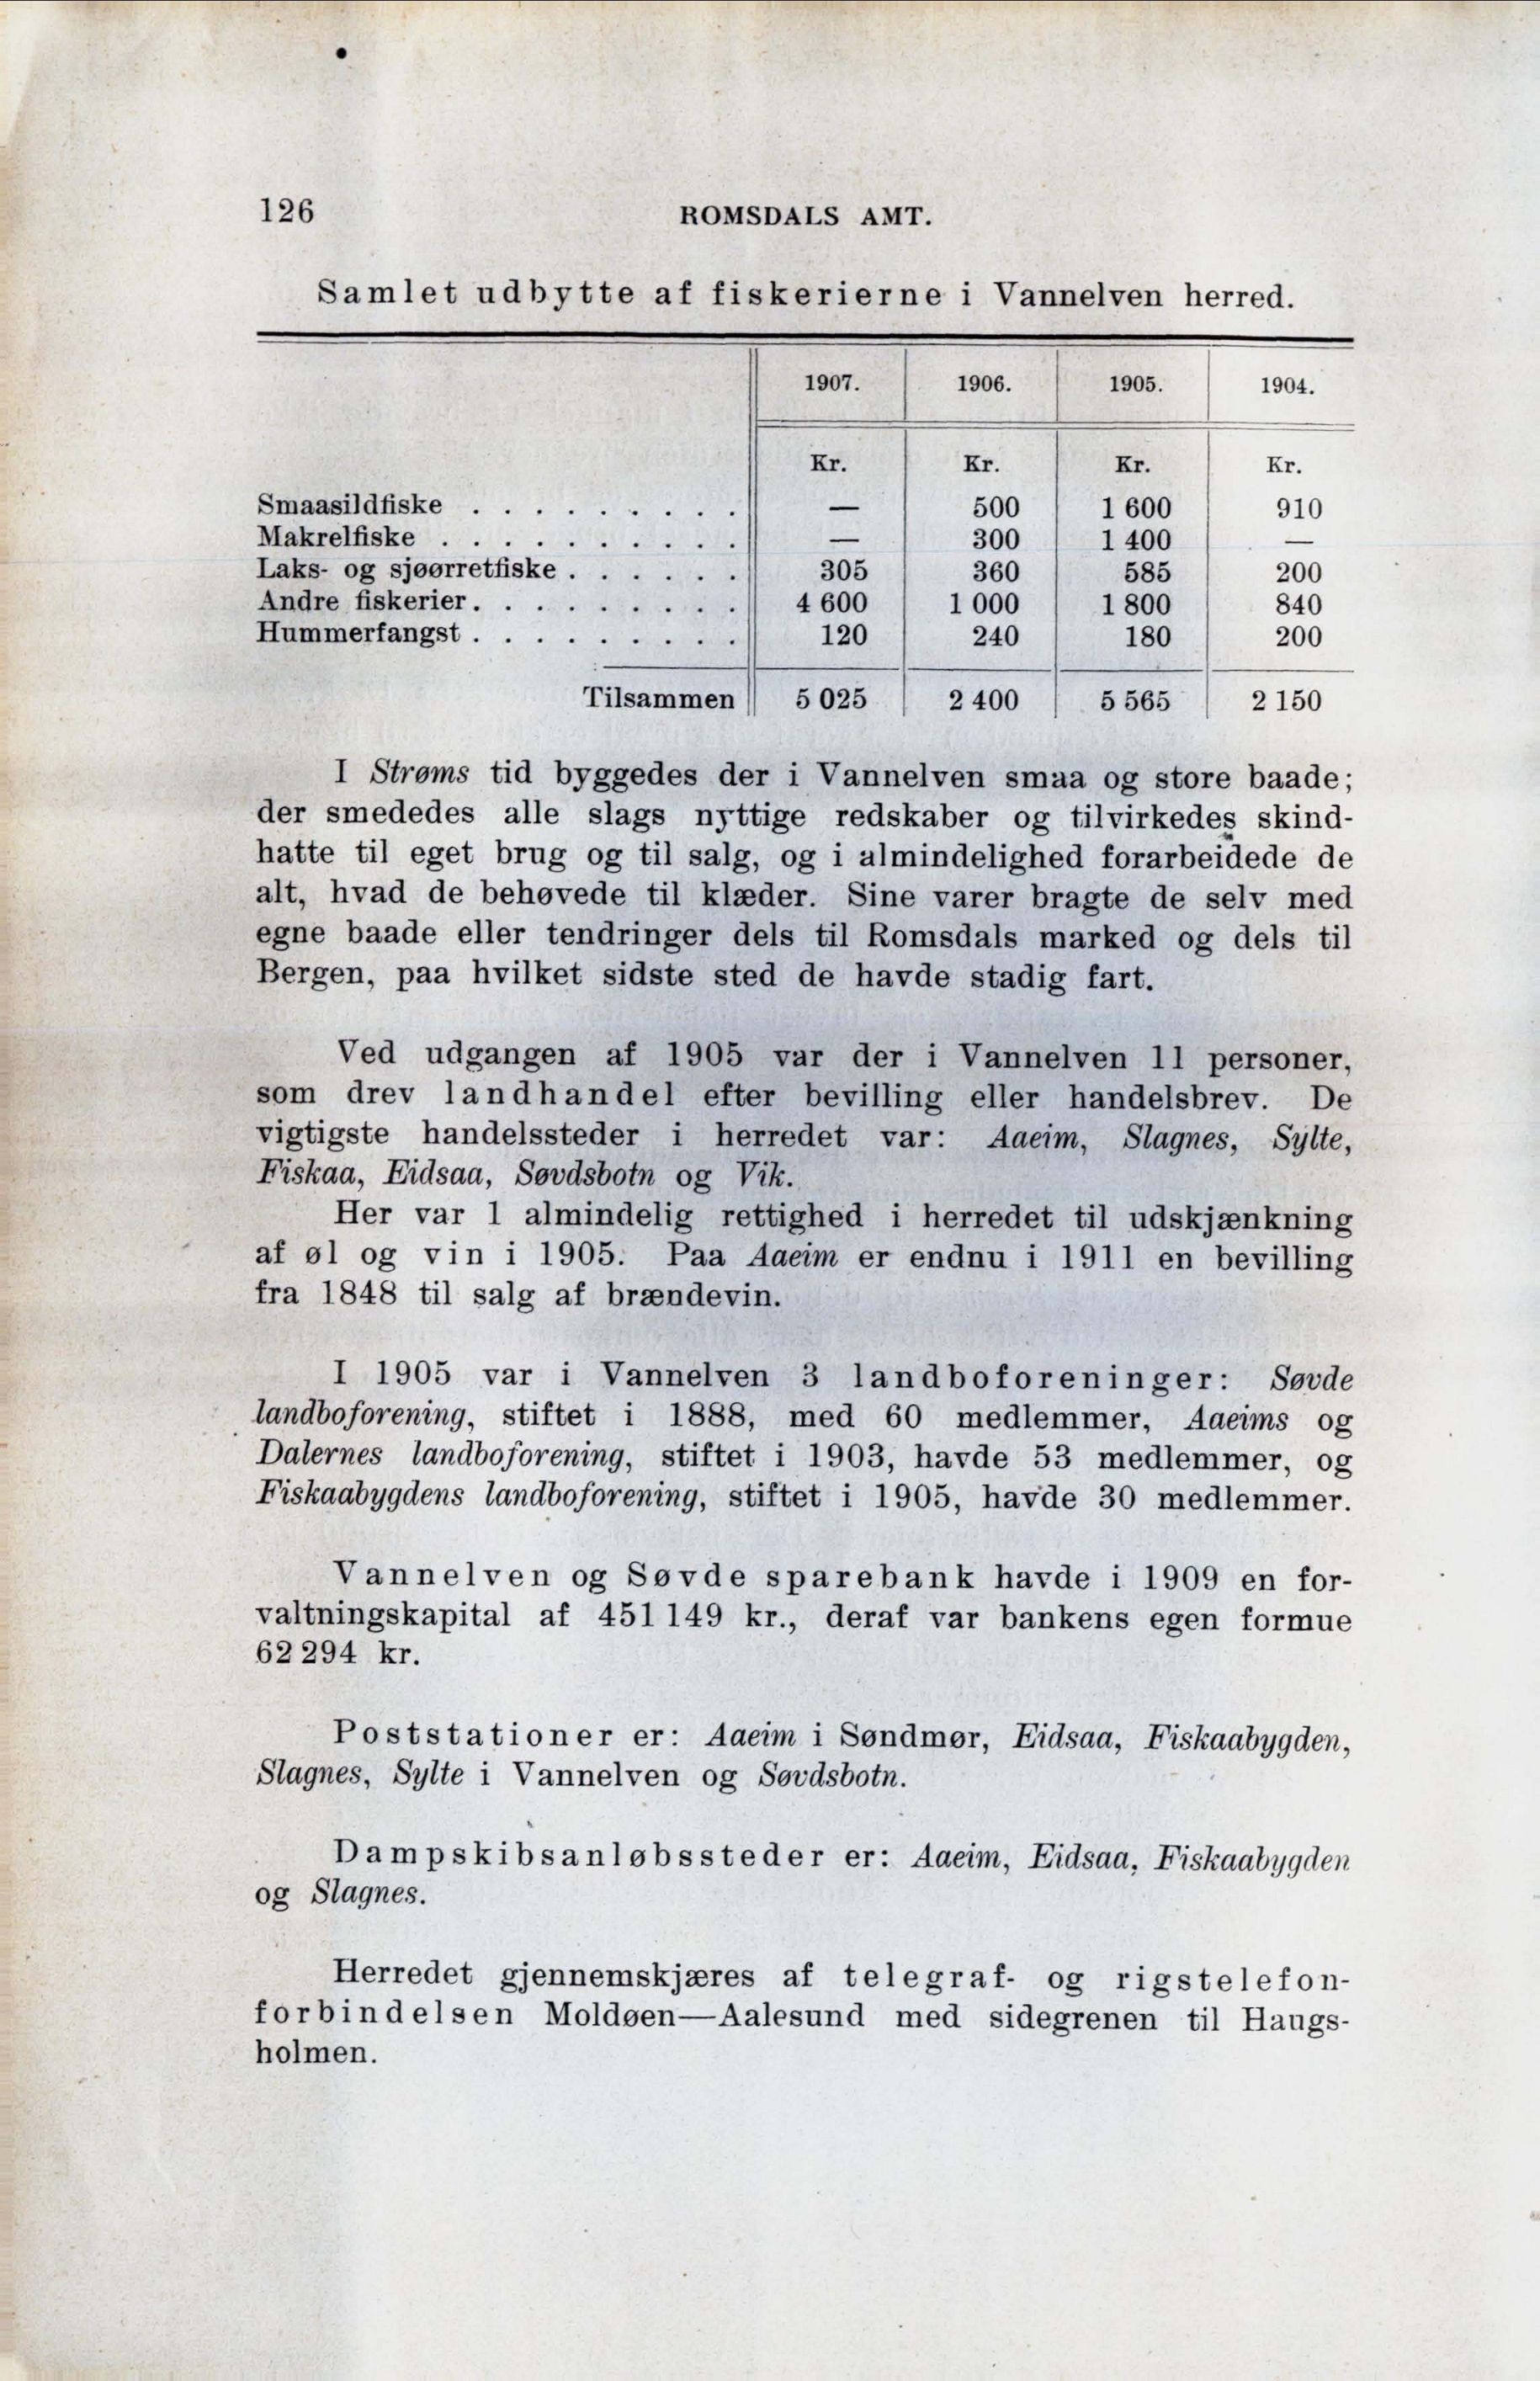 126
ROMSDALS AMT.
Samlet udbytte af fiskerierne i Vannelven herred.
1907. 1906. 1905. 1904.
Kr. Kr. Kr. Kr.
Smaasildfiske . . . . . . . . . — 500 1 600 910
Makrelfiske . . . . . . . . . . — 300 1 400 —
Laks- og sjøørretfiske . . . . . . 305 360 585 200
Andre fiskerier. . . . . . . . . 4 600 1 000 1 800 840
Hummerfangst . . . . . . . . . 120 240 180 200
Tilsammen 5 025 2 400 5 565 2 150
I Strøms tid byggedes der i Vannelven smaa og store baade;
der smededes alle slags nyttige redskaber og tilvirkedes skind-
hatte til eget brug og til salg, og i almindelighed forarbeidede de
alt, hvad de behøvede til klæder. Sine varer bragte de selv med
egne baade eller tendringer dels til Romsdals marked og dels til
Bergen, paa hvilket sidste sted de havde stadig fart.
Ved udgangen af 1905 var der i Vannelven 11 personer,
som drev landhandel efter bevilling eller handelsbrev. De
vigtigste handelssteder i herredet var: Aaeim, Slagnes, Sylte,
Fiskaa, Eidsaa, Søvdsbotn og Vik.
Her var 1 almindelig rettighed i herredet til udskjænkning
af øl og vin i 1905. Paa Aaeim er endnu i 1911 en bevilling
fra 1848 til salg af brændevin.
I 1905 var i Vannelven 3 landboforeninger: Søvde
landboforening, stiftet i 1888, med 60 medlemmer, Aaeims og
Dalernes landboforening, stiftet i 1903, havde 53 medlemmer, og
Fiskaabygdens landboforening, stiftet i 1905, havde 30 medlemmer.
Vannelven og Søvde sparebank havde i 1909 en for-
valtningskapital af 451 149 kr., deraf var bankens egen formue
62 294 kr.
Poststationer er: Aaeim i Søndmør, Eidsaa, Fiskaabygden,
Slagnes, Sylte i Vannelven og Søvdsbotn.
Dampskibsanløbssteder er: Aaeim, Eidsaa, Fiskaabygden
og Slagnes.
Herredet gjennemskjæres af telegraf- og rigstelefon-
forbindelsen Moldøen—Aalesund med sidegrenen til Haugs-
holmen.